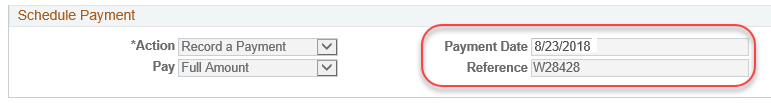 Schedule Payment
*Action Record a Payment Payment Date 8/23/2018
Pay Full Amount Reference W28428